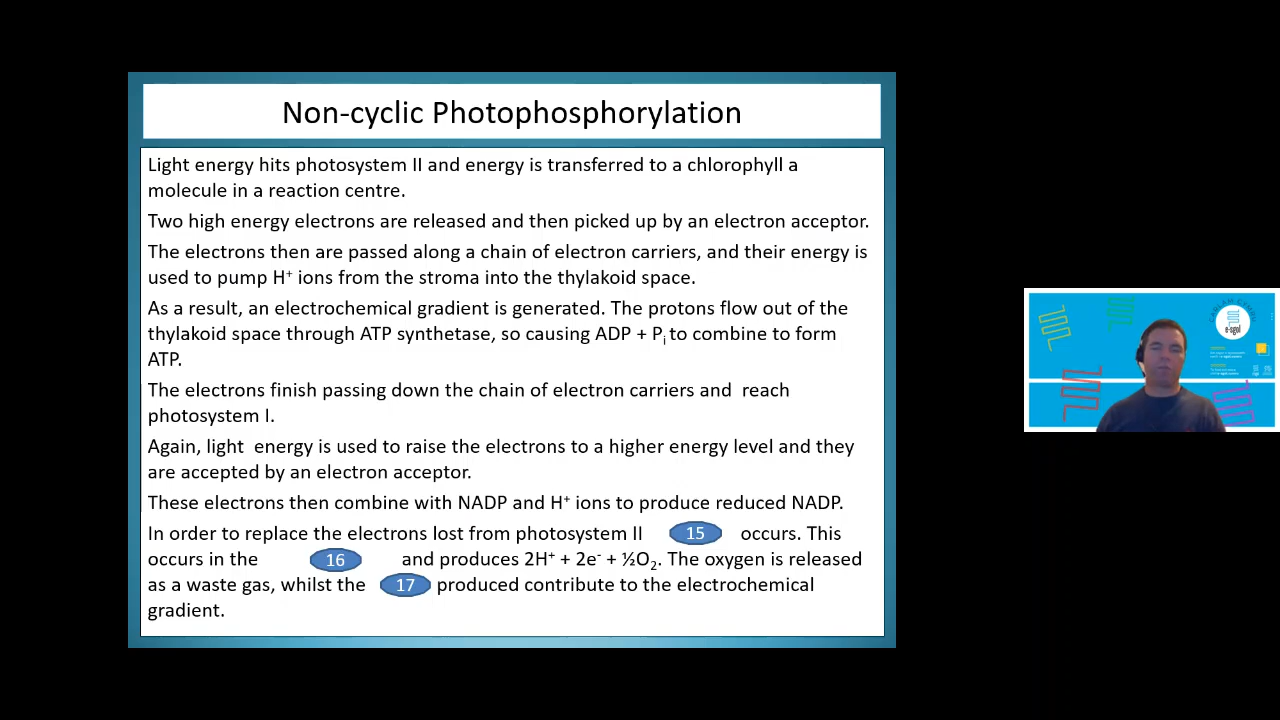 Non-cyclic Photophosphorylation
Light energy hits photosystem II and energy is transferred to a chlorophyll a
molecule in a reaction centre.
Two high energy electrons are released and then picked up by an electron acceptor.
The electrons then are passed along a chain of electron carriers, and their energy is
used to pump H⁺ ions from the stroma into the thylakoid space.
As a result, an electrochemical gradient is generated. The protons flow out of the
thylakoid space through ATP synthetase, so causing ADP + Pᵢ to combine to form
ATP.
The electrons finish passing down the chain of electron carriers and reach
photosystem I.
Again, light energy is used to raise the electrons to a higher energy level and they
are accepted by an electron acceptor.
These electrons then combine with NADP and H⁺ ions to produce reduced NADP.
In order to replace the electrons lost from photosystem II 15 occurs. This
occurs in the 16 and produces 2H⁺ + 2e⁻ + ½O₂. The oxygen is released
as a waste gas, whilst the 17 produced contribute to the electrochemical
gradient.
e-sgol